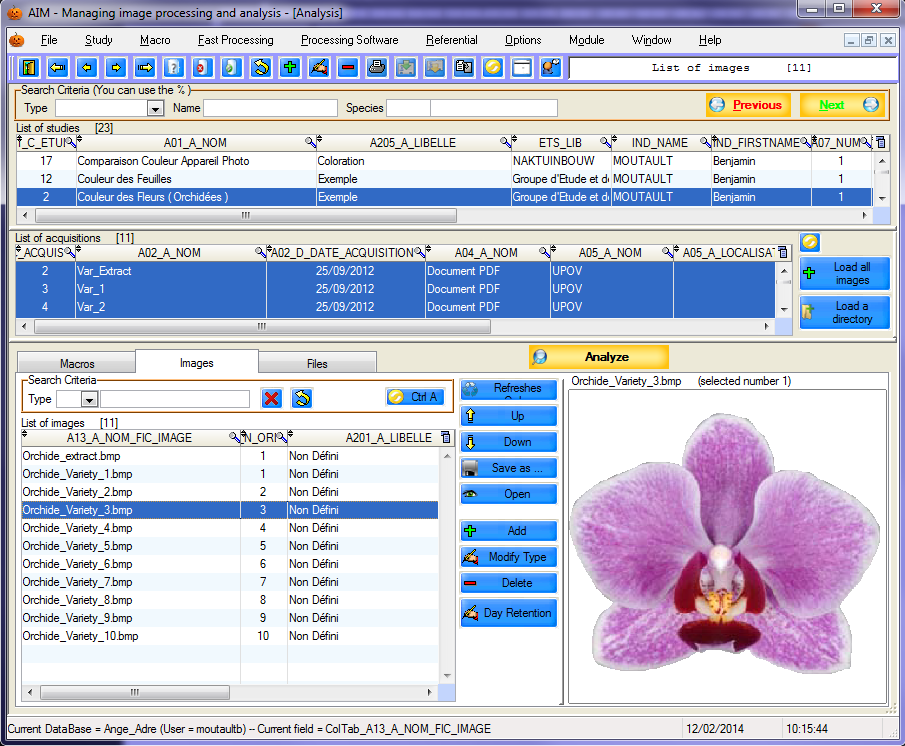 AIM - Managing image processing and analysis - [Analysis]
File Study Macro Fast Processing Processing Software Referential Options Module Window Help
List of images [11]
Search Criteria (You can use the % )
Type Name Species Previous Next
List of studies [23]
T_C_ETU A01_A_NOM A205_A_LIBELLE ETS_LIB IND_NAME IND_FIRSTNAME A07_NUM
17 Comparaison Couleur Appareil Photo Coloration NAKTUINBOUW MOUTAULT Benjamin 1
12 Couleur des Feuilles Exemple Groupe d'Etude et d MOUTAULT Benjamin 1
2 Couleur des Fleurs ( Orchidées ) Exemple Groupe d'Etude et d MOUTAULT Benjamin 1
List of acquisitions [11]
_ACQUIS A02_A_NOM A02_D_DATE_ACQUISITION A04_A_NOM A05_A_NOM A05_A_LOCALISA
2 Var_Extract 25/09/2012 Document PDF UPOV
3 Var_1 25/09/2012 Document PDF UPOV
4 Var_2 25/09/2012 Document PDF UPOV
Load all
images
Load a
directory
Macros Images Files
Analyze
Search Criteria
Type Ctrl A
List of images [11]
A13_A_NOM_FIC_IMAGE N_ORI A201_A_LIBELLE
Orchide_extract.bmp 1 Non Défini
Orchide_Variety_1.bmp 1 Non Défini
Orchide_Variety_2.bmp 2 Non Défini
Orchide_Variety_3.bmp 3 Non Défini
Orchide_Variety_4.bmp 4 Non Défini
Orchide_Variety_5.bmp 5 Non Défini
Orchide_Variety_6.bmp 6 Non Défini
Orchide_Variety_7.bmp 7 Non Défini
Orchide_Variety_8.bmp 8 Non Défini
Orchide_Variety_9.bmp 9 Non Défini
Orchide_Variety_10.bmp 10 Non Défini
Refreshes
Up
Down
Save as ...
Open
Add
Modify Type
Delete
Day Retention
Orchide_Variety_3.bmp (selected number 1)
Current DataBase = Ange_Adre (User = moutaultb) -- Current field = ColTab_A13_A_NOM_FIC_IMAGE 12/02/2014 10:15:44